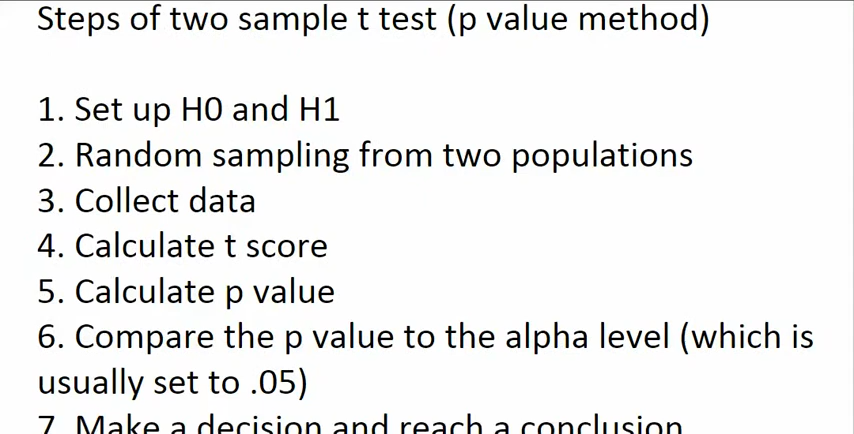 Steps of two sample t test (p value method)
1. Set up H0 and H1
2. Random sampling from two populations
3. Collect data
4. Calculate t score
5. Calculate p value
6. Compare the p value to the alpha level (which is
usually set to .05)
7. Make a decision and reach a conclusion